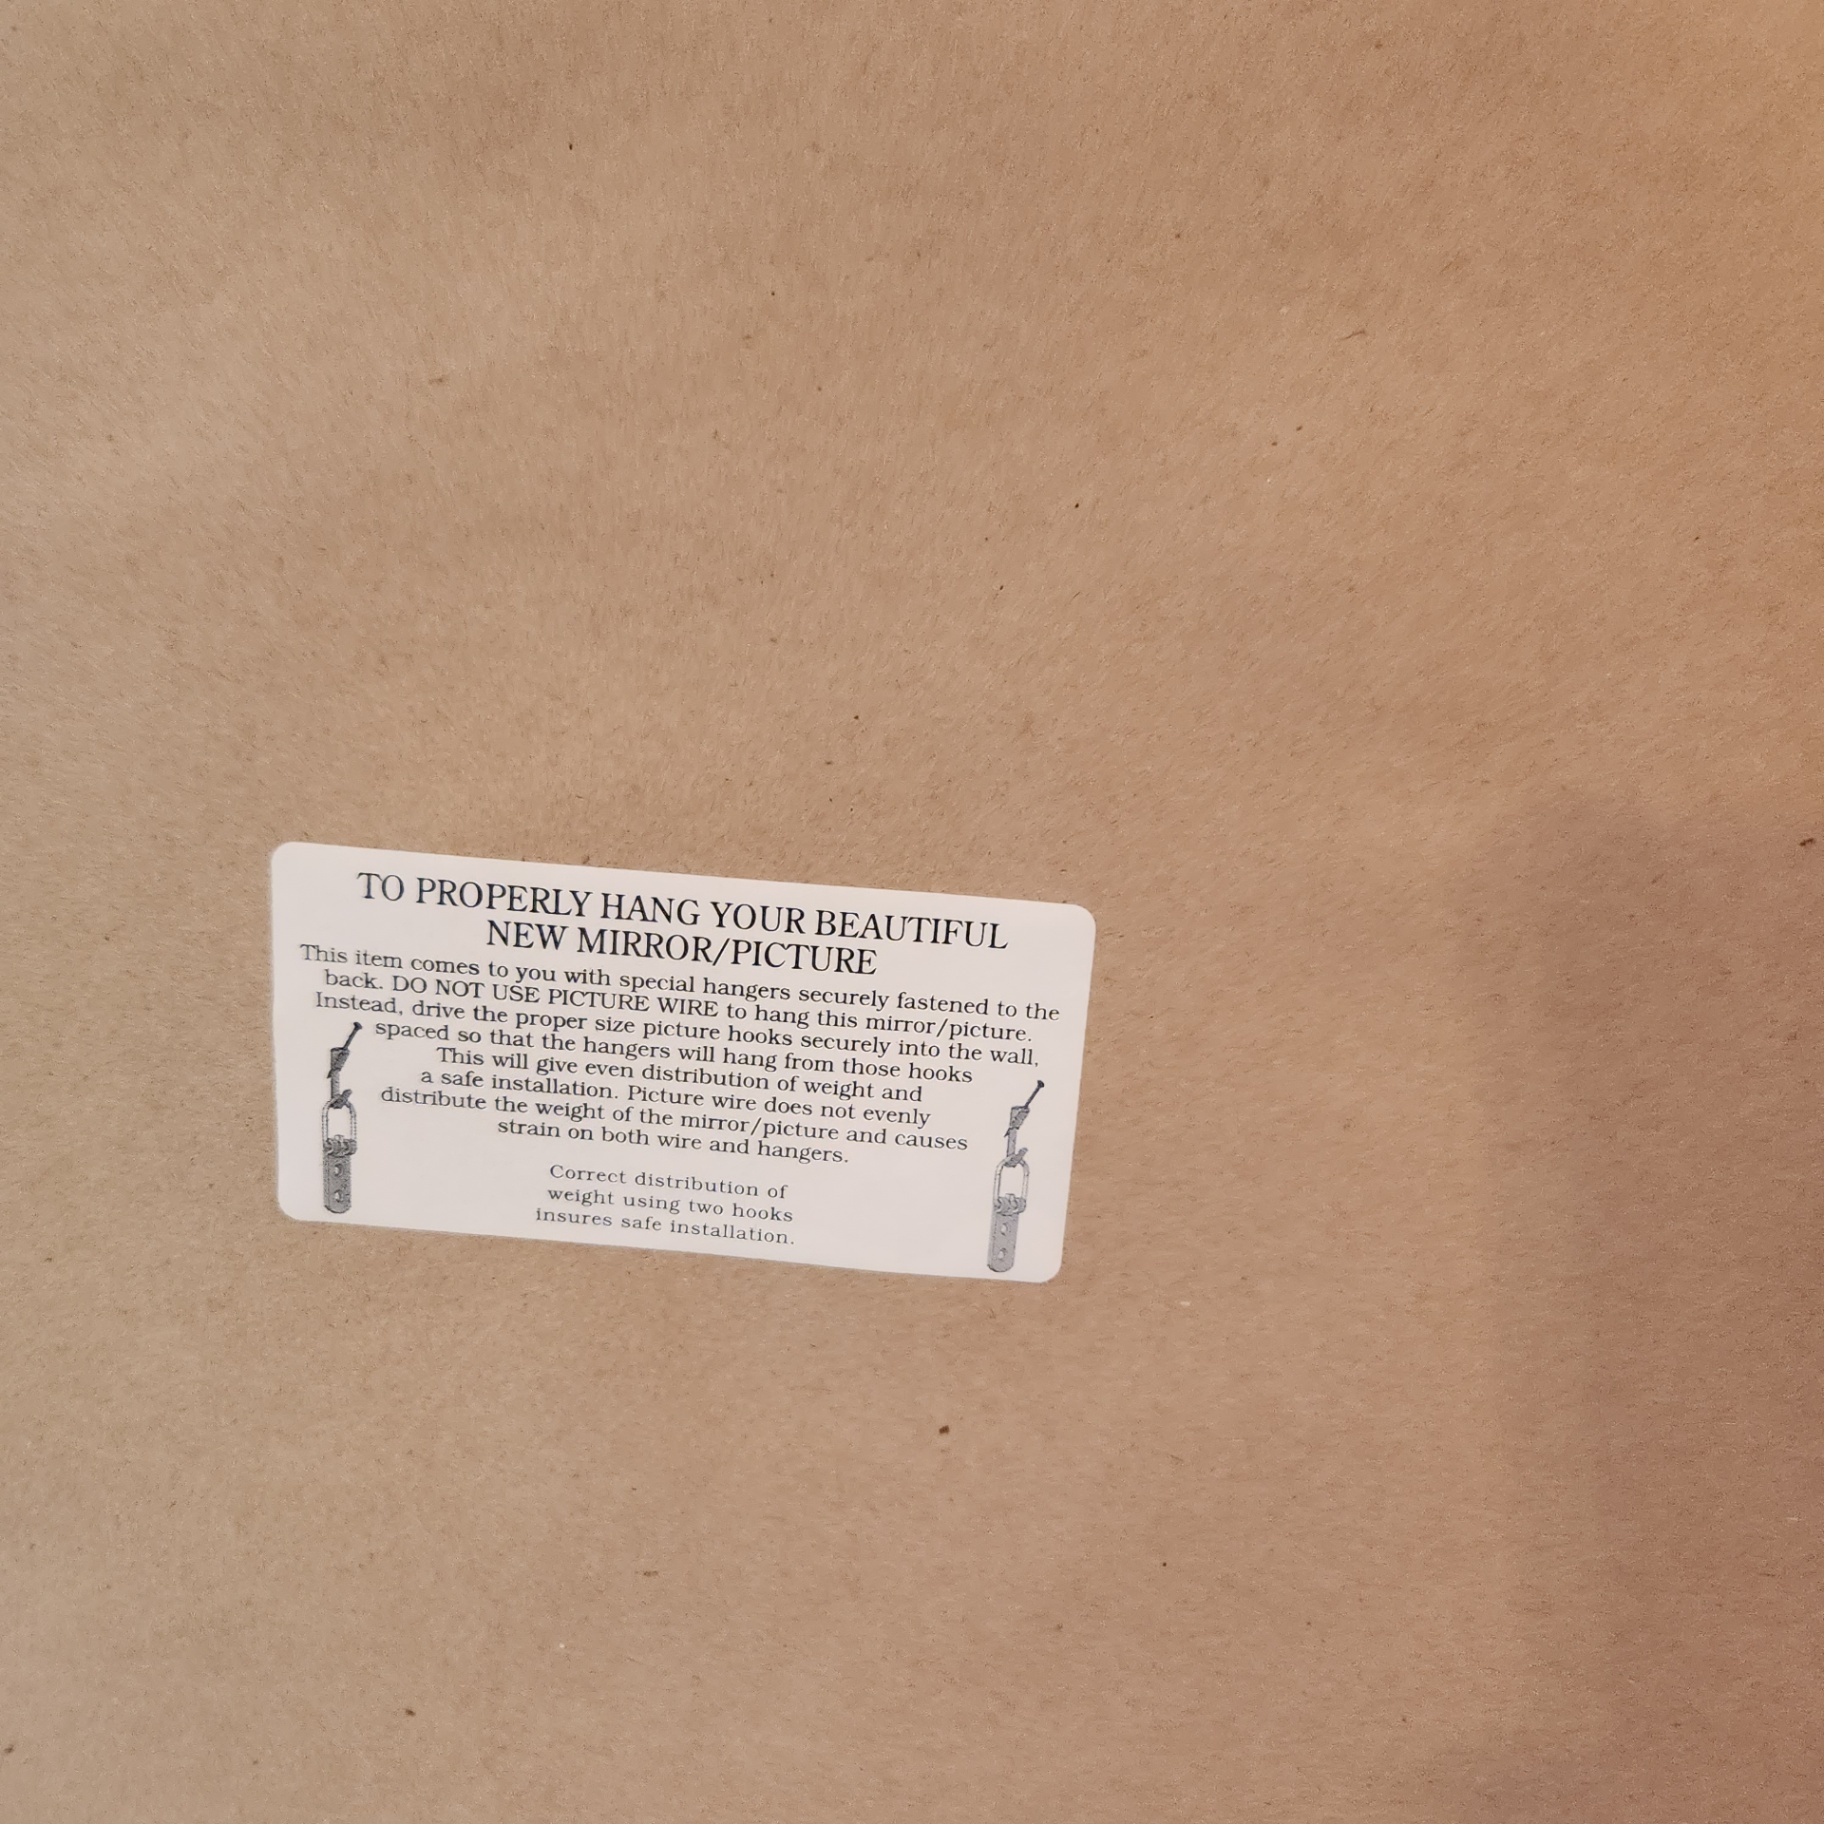 TO PROPERLY HANG YOUR BEAUTIFUL
NEW MIRROR/PICTURE
This item comes to you with special hangers securely fastened to the
back. DO NOT USE PICTURE WIRE to hang this mirror/picture.
Instead, drive the proper size picture hooks securely into the wall,
spaced so that the hangers will hang from those hooks
This will give even distribution of weight and
a safe installation. Picture wire does not evenly
distribute the weight of the mirror/picture and causes
strain on both wire and hangers.
Correct distribution of
weight using two hooks
insures safe installation.